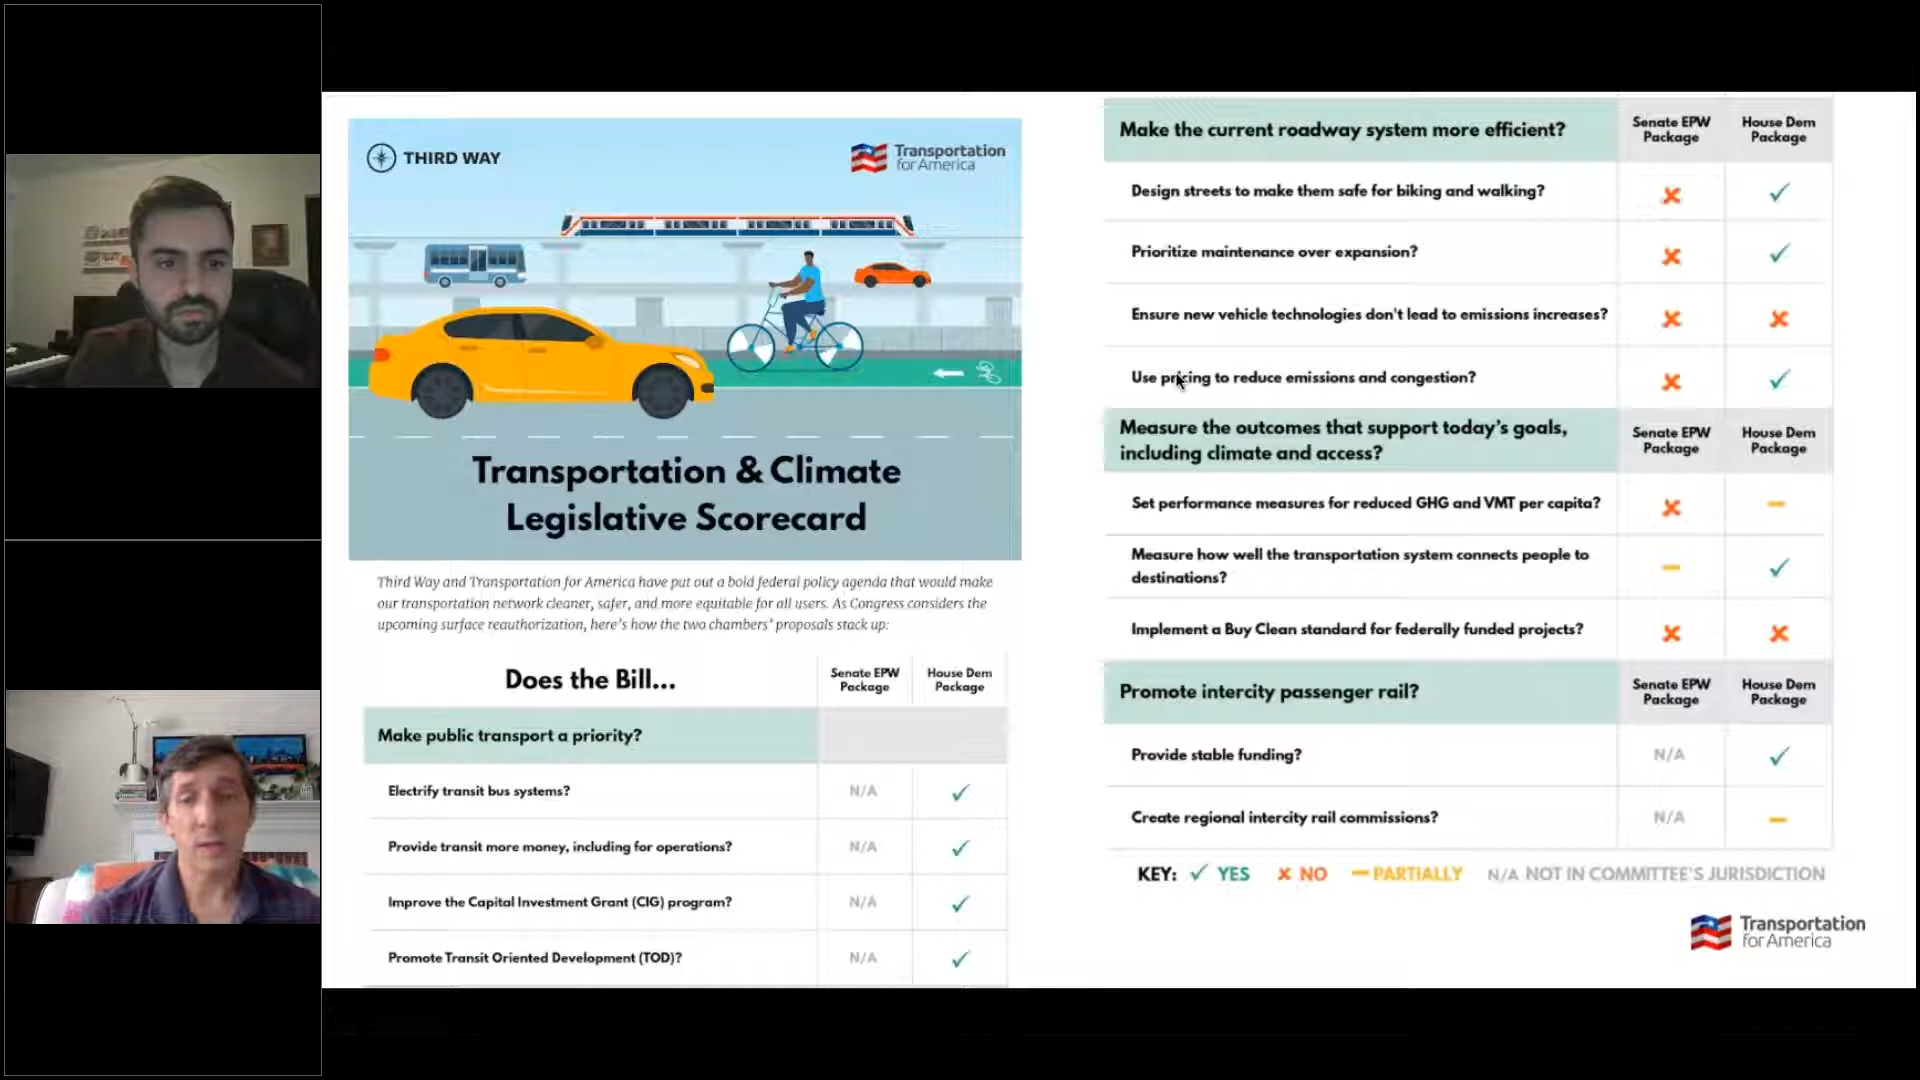 THIRD WAY
Transportation
for America
Transportation & Climate
Legislative Scorecard
Third Way and Transportation for America have put out a bold federal policy agenda that would make
our transportation network cleaner, safer, and more equitable for all users. As Congress considers the
upcoming surface reauthorization, here's how the two chambers' proposals stack up:
Does the Bill...
Senate EPW
Package
House Dem
Package
Make public transport a priority?
Electrify transit bus systems?
N/A
Provide transit more money, including for operations?
N/A
Improve the Capital Investment Grant (CIG) program?
N/A
Promote Transit Oriented Development (TOD)?
N/A
Make the current roadway system more efficient?
Senate EPW
Package
House Dem
Package
Design streets to make them safe for biking and walking?
Prioritize maintenance over expansion?
Ensure new vehicle technologies don't lead to emissions increases?
Use pricing to reduce emissions and congestion?
Measure the outcomes that support today's goals,
including climate and access?
Senate EPW
Package
House Dem
Package
Set performance measures for reduced GHG and VMT per capita?
Measure how well the transportation system connects people to
destinations?
Implement a Buy Clean standard for federally funded projects?
Promote intercity passenger rail?
Senate EPW
Package
House Dem
Package
Provide stable funding?
N/A
Create regional intercity rail commissions?
N/A
KEY: ✓ YES ✗ NO – PARTIALLY N/A NOT IN COMMITTEE'S JURISDICTION
Transportation
for America